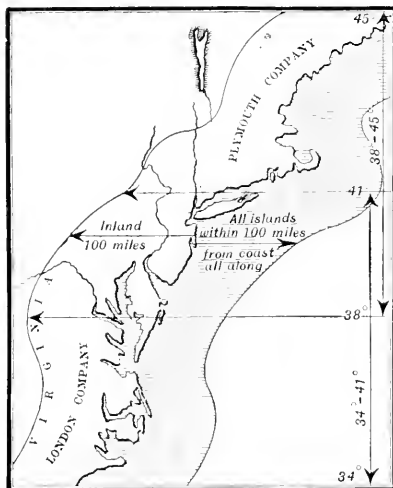 45°
PLYMOUTH COMPANY
38°-45°
41
Inland
100 miles
All islands
within 100 miles
from coast
all along
VIRGINIA
38°
LONDON COMPANY
34°-41°
34°